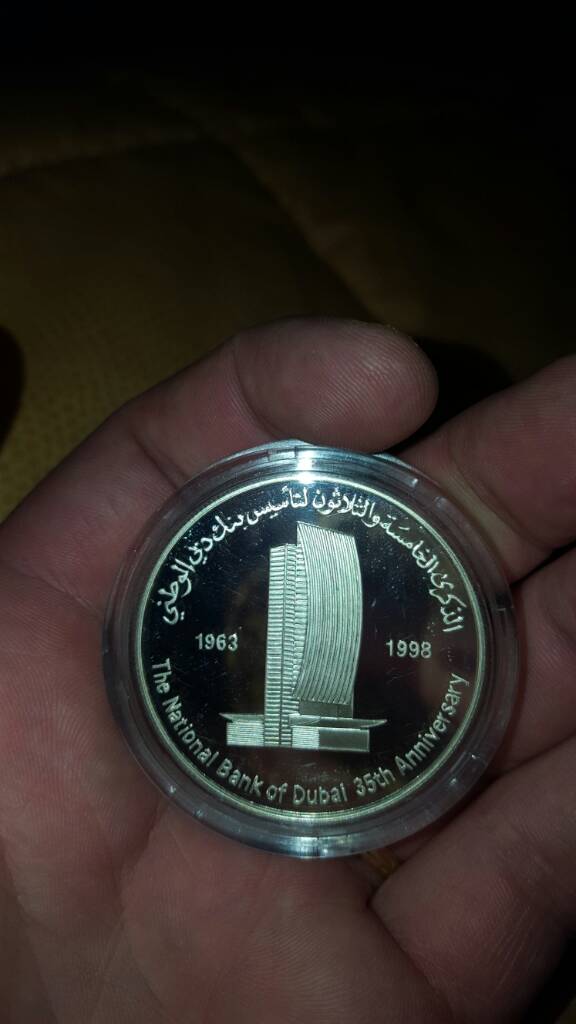 الذكرى الخامسة والثلاثون لتأسيس بنك دبي الوطني
1963
1998
The National Bank of Dubai 35th Anniversary